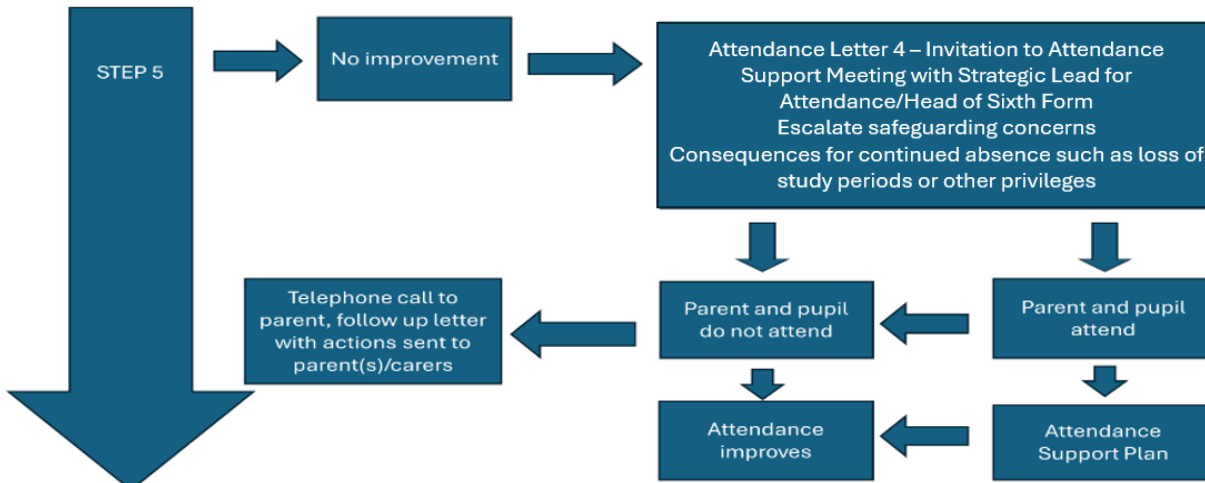 STEP 5
No improvement
Attendance Letter 4 – Invitation to Attendance
Support Meeting with Strategic Lead for
Attendance/Head of Sixth Form
Escalate safeguarding concerns
Consequences for continued absence such as loss of
study periods or other privileges
Telephone call to
parent, follow up letter
with actions sent to
parent(s)/carers
Parent and pupil
do not attend
Parent and pupil
attend
Attendance
improves
Attendance
Support Plan